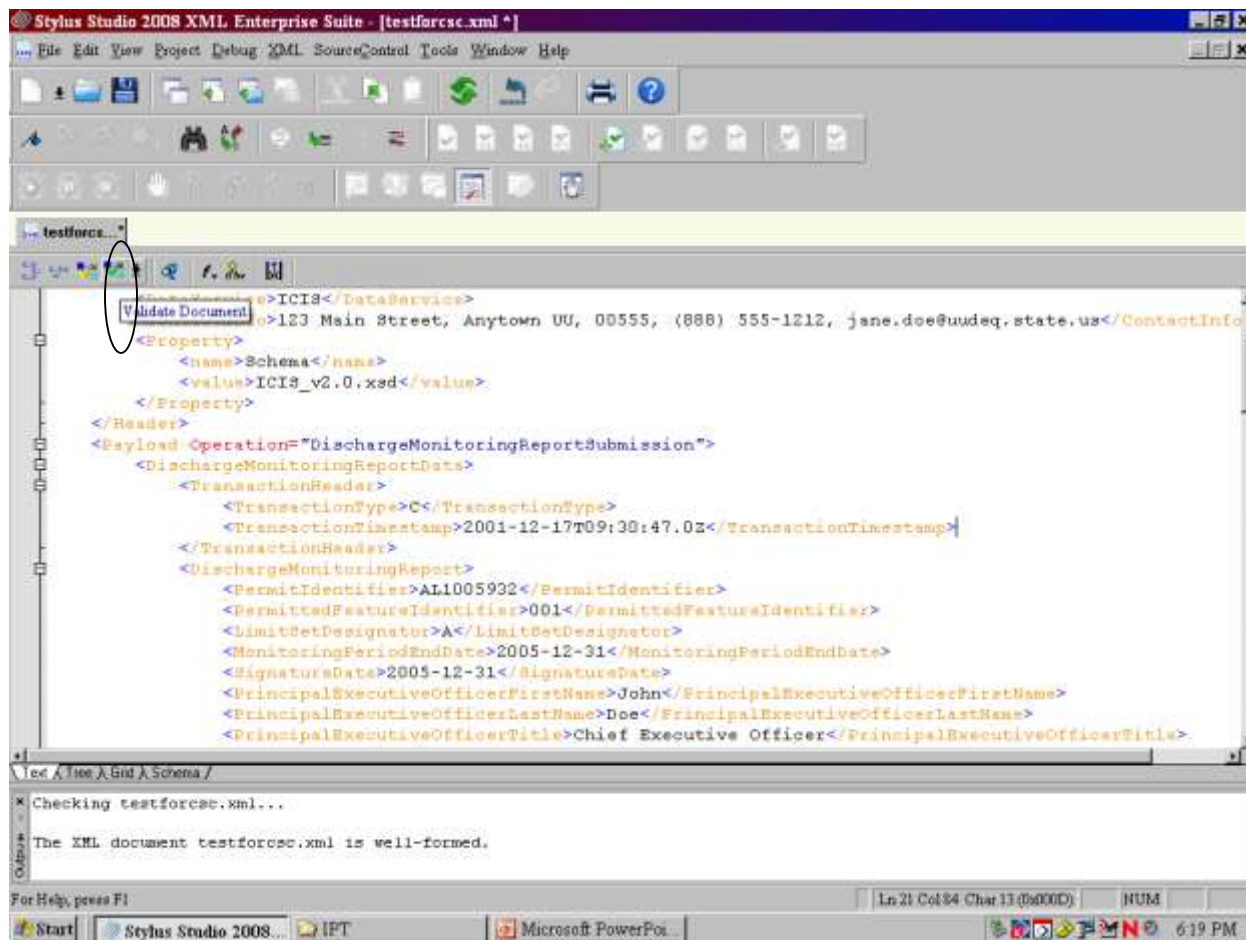 Stylus Studio 2008 XML Enterprise Suite - [testforcsc.xml *]
File Edit View Project Debug XML SourceControl Tools Window Help
testforcs...*
>ICIS</DataService>
Validate Document
>123 Main Street, Anytown UU, 00555, (888) 555-1212, jane.doe@uudeq.state.us</ContactInfo
<Property>
<name>Schema</name>
<value>ICIS_v2.0.xsd</value>
</Property>
</Header>
<Payload Operation="DischargeMonitoringReportSubmission">
<DischargeMonitoringReportData>
<TransactionHeader>
<TransactionType>C</TransactionType>
<TransactionTimestamp>2001-12-17T09:30:47.0Z</TransactionTimestamp>
</TransactionHeader>
<DischargeMonitoringReport>
<PermitIdentifier>AL1005932</PermitIdentifier>
<PermittedFeatureIdentifier>001</PermittedFeatureIdentifier>
<LimitSetDesignator>A</LimitSetDesignator>
<MonitoringPeriodEndDate>2005-12-31</MonitoringPeriodEndDate>
<SignatureDate>2005-12-31</SignatureDate>
<PrincipalExecutiveOfficerFirstName>John</PrincipalExecutiveOfficerFirstName>
<PrincipalExecutiveOfficerLastName>Doe</PrincipalExecutiveOfficerLastName>
<PrincipalExecutiveOfficerTitle>Chief Executive Officer</PrincipalExecutiveOfficerTitle>
Text Tree Grid Schema
Checking testforcsc.xml...
The XML document testforcsc.xml is well-formed.
Output
For Help, press F1
Ln 21 Col 84 Char 13 (0x000D) NUM
Start Stylus Studio 2008... IPT Microsoft PowerPoi... 6:19 PM